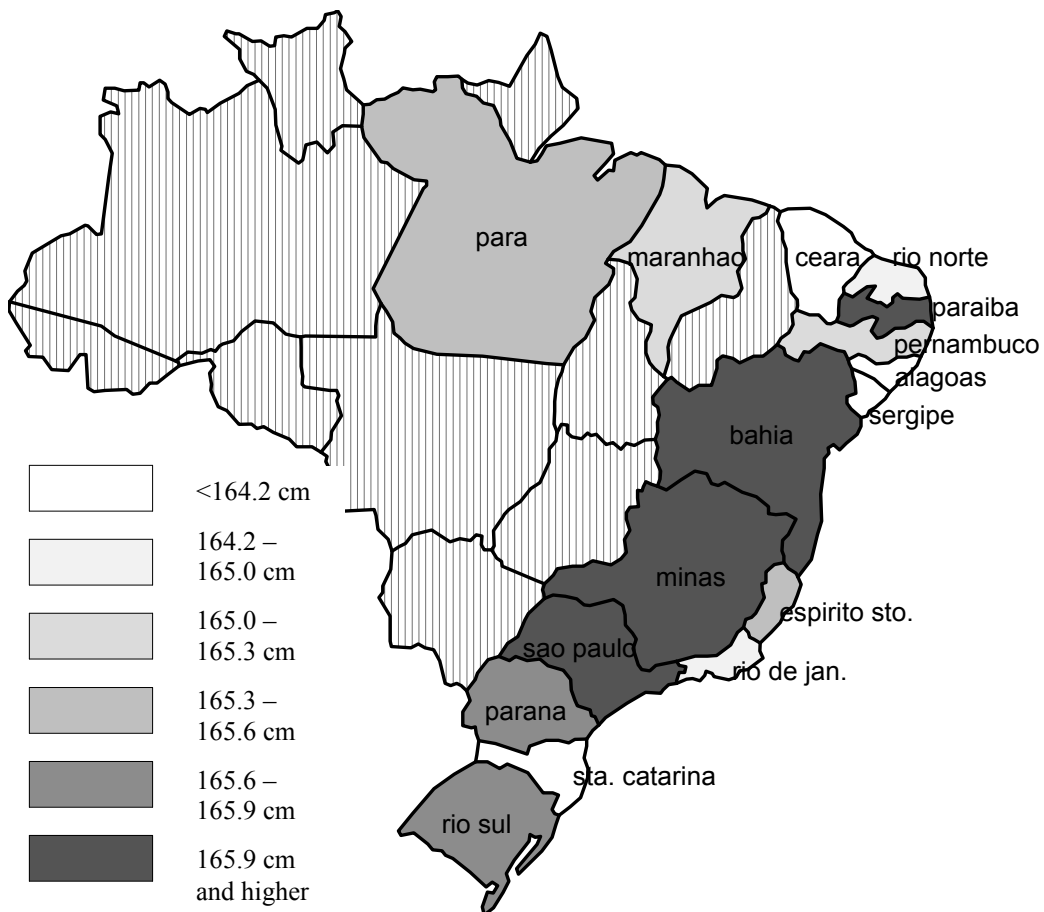 para
maranhao
ceara
rio norte
paraiba
pernambuco
alagoas
sergipe
bahia
minas
espirito sto.
sao paulo
rio de jan.
parana
sta. catarina
rio sul
<164.2 cm
164.2 –
165.0 cm
165.0 –
165.3 cm
165.3 –
165.6 cm
165.6 –
165.9 cm
165.9 cm
and higher